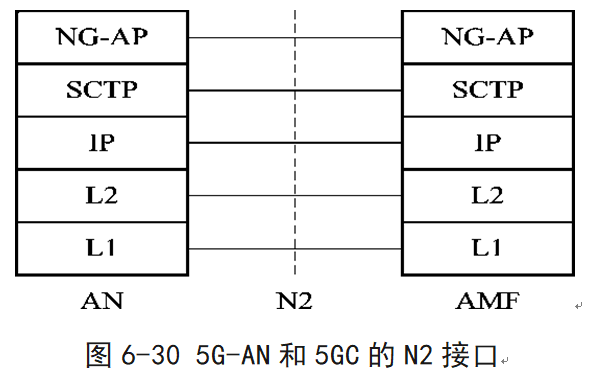 NG-AP NG-AP
SCTP SCTP
IP IP
L2 L2
L1 L1
AN N2 AMF
图 6-30 5G-AN 和 5GC 的 N2 接口